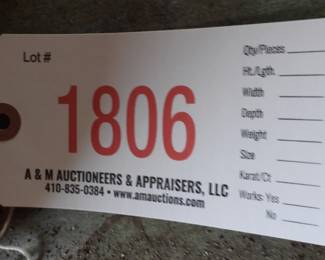 Lot #
1806
A & M AUCTIONEERS & APPRAISERS, LLC
410-835-0384 • www.amauctions.com
Qty/Pieces
Ht./Lgth.
Width
Depth
Weight
Size
Karat/Ct
Works: Yes
No